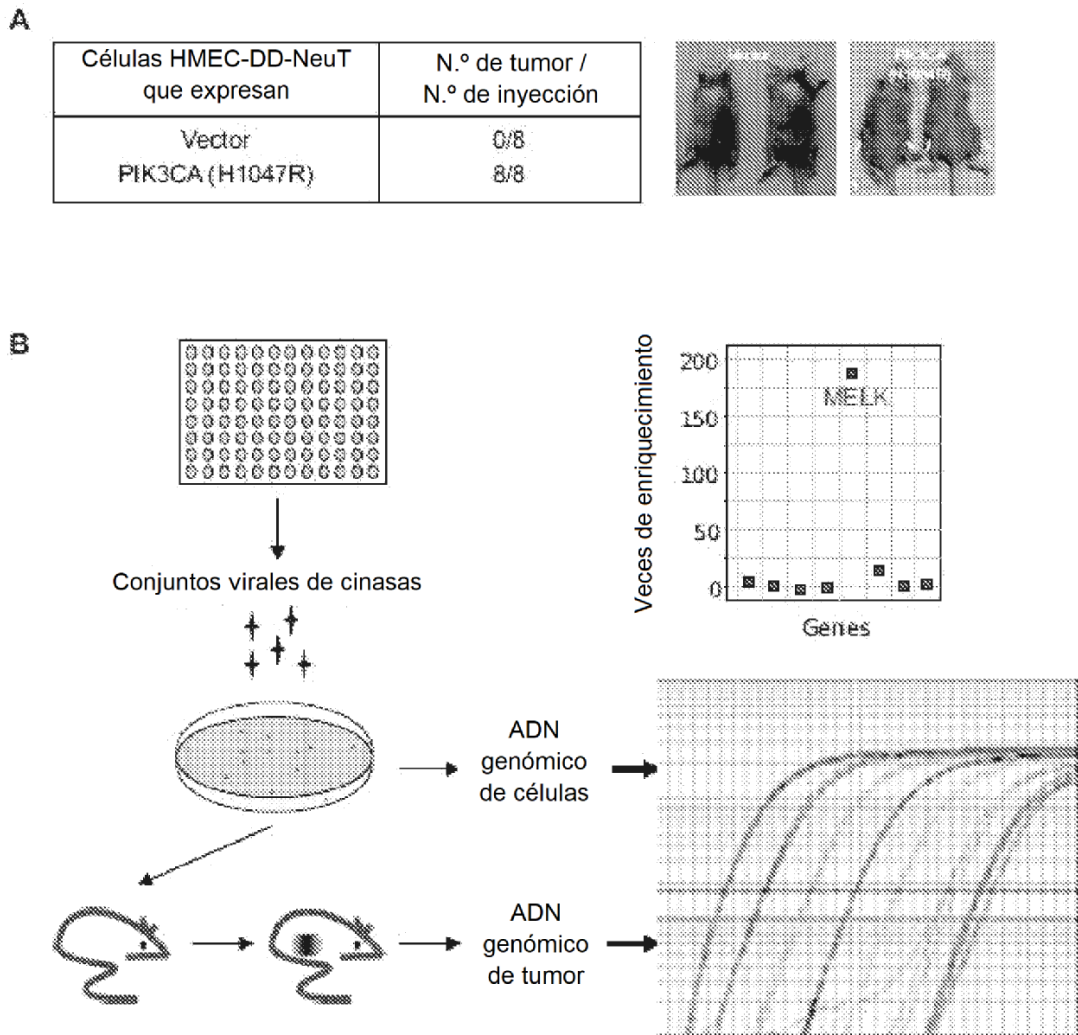 A
Células HMEC-DD-NeuT
que expresan
N.º de tumor /
N.º de inyección
Vector
0/8
PIK3CA (H1047R)
8/8
B
Conjuntos virales de cinasas
ADN
genómico
de células
ADN
genómico
de tumor
Veces de enriquecimiento
200
150
100
50
0
MELK
Genes